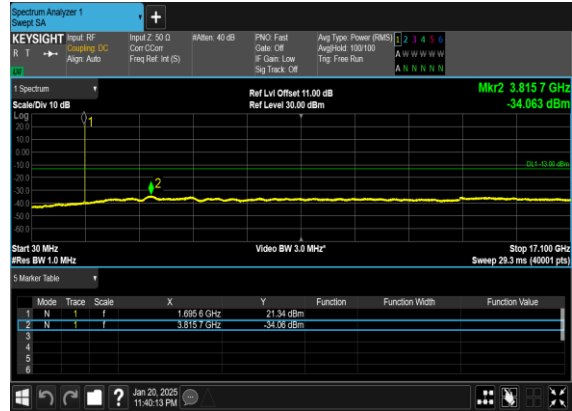 Spectrum Analyzer 1
Swept SA
+
KEYSIGHT
R T
Input: RF
Coupling: DC
Align: Auto
Input Z: 50 Ω
Corr CCorr
Freq Ref: Int (S)
#Atten: 40 dB
PNO: Fast
Gate: Off
IF Gain: Low
Sig Track: Off
Avg Type: Power (RMS)
Avg|Hold: 100/100
Trig: Free Run
1 2 3 4 5 6
A W W W W W
A N N N N N
1 Spectrum
Scale/Div 10 dB
Ref Lvl Offset 11.00 dB
Ref Level 30.00 dBm
Mkr2 3.815 7 GHz
-34.063 dBm
Log
20.0
10.0
0.00
-10.0
-20.0
-30.0
-40.0
-50.0
-60.0
1
2
DL1 -13.00 dBm
Start 30 MHz
#Res BW 1.0 MHz
Video BW 3.0 MHz*
Stop 17.100 GHz
Sweep 29.3 ms (40001 pts)
5 Marker Table
Mode Trace Scale X Y Function Function Width Function Value
1 N 1 f 1.695 6 GHz 21.34 dBm
2 N 1 f 3.815 7 GHz -34.06 dBm
3
4
5
6
?
Jan 20, 2025
11:40:13 PM